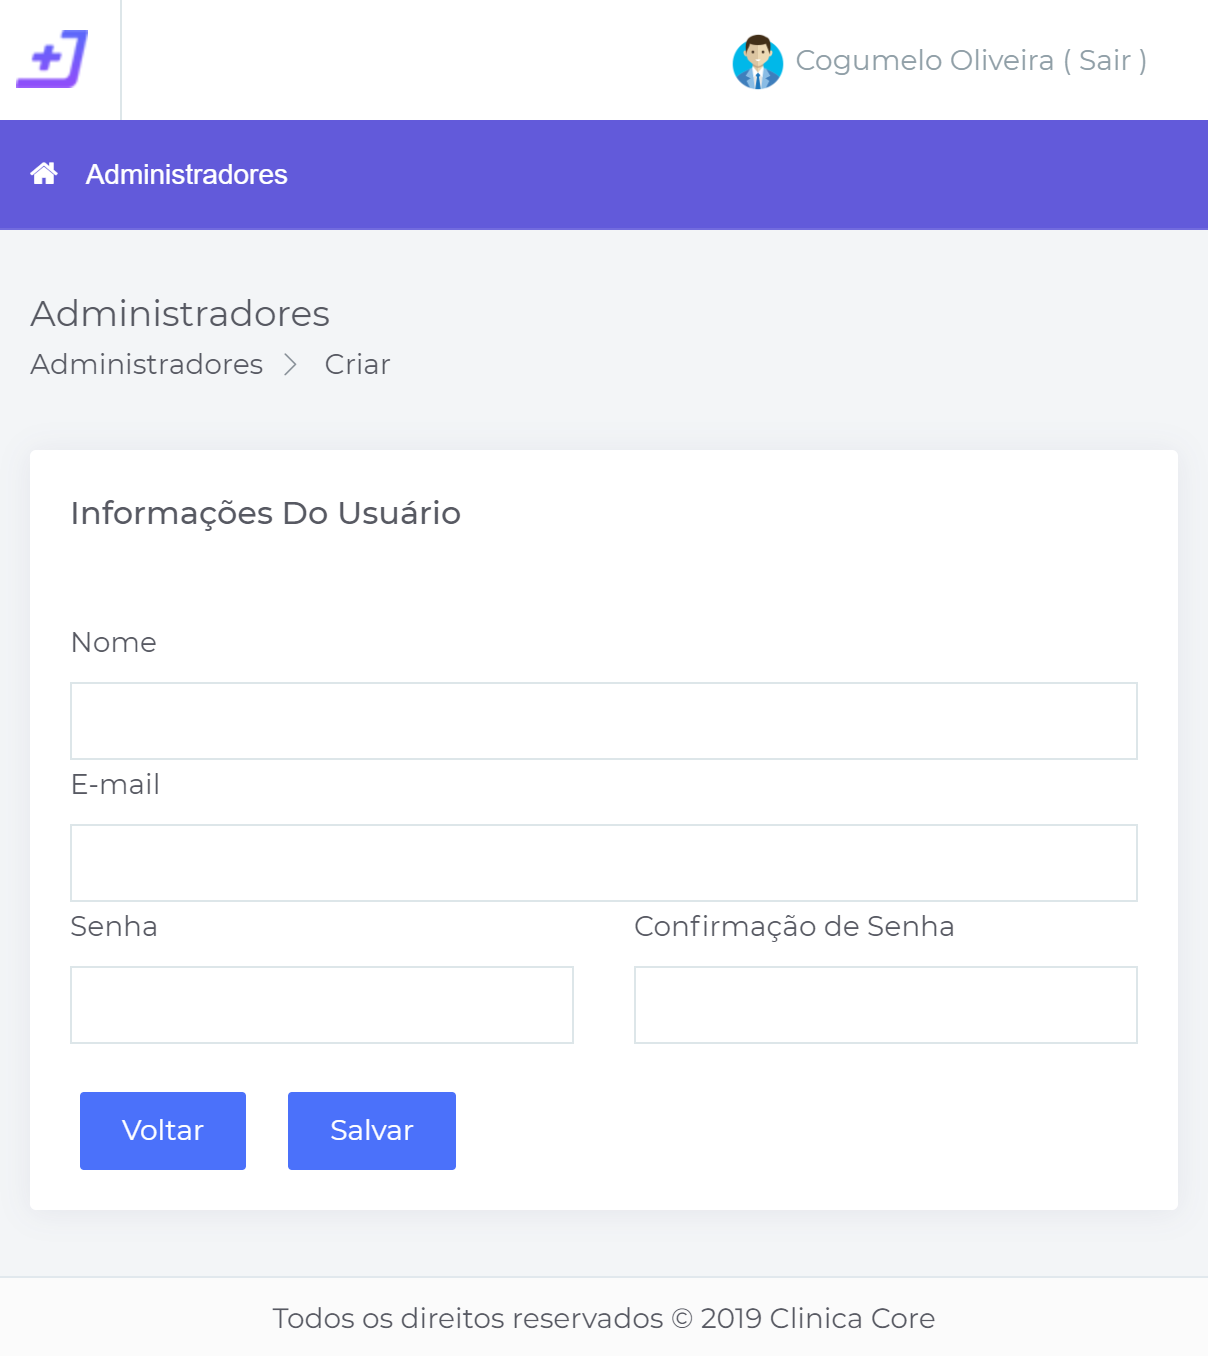 Cogumelo Oliveira ( Sair )
Administradores
Administradores
Administradores > Criar
Informações Do Usuário
Nome
E-mail
Senha Confirmação de Senha
Voltar Salvar
Todos os direitos reservados © 2019 Clinica Core